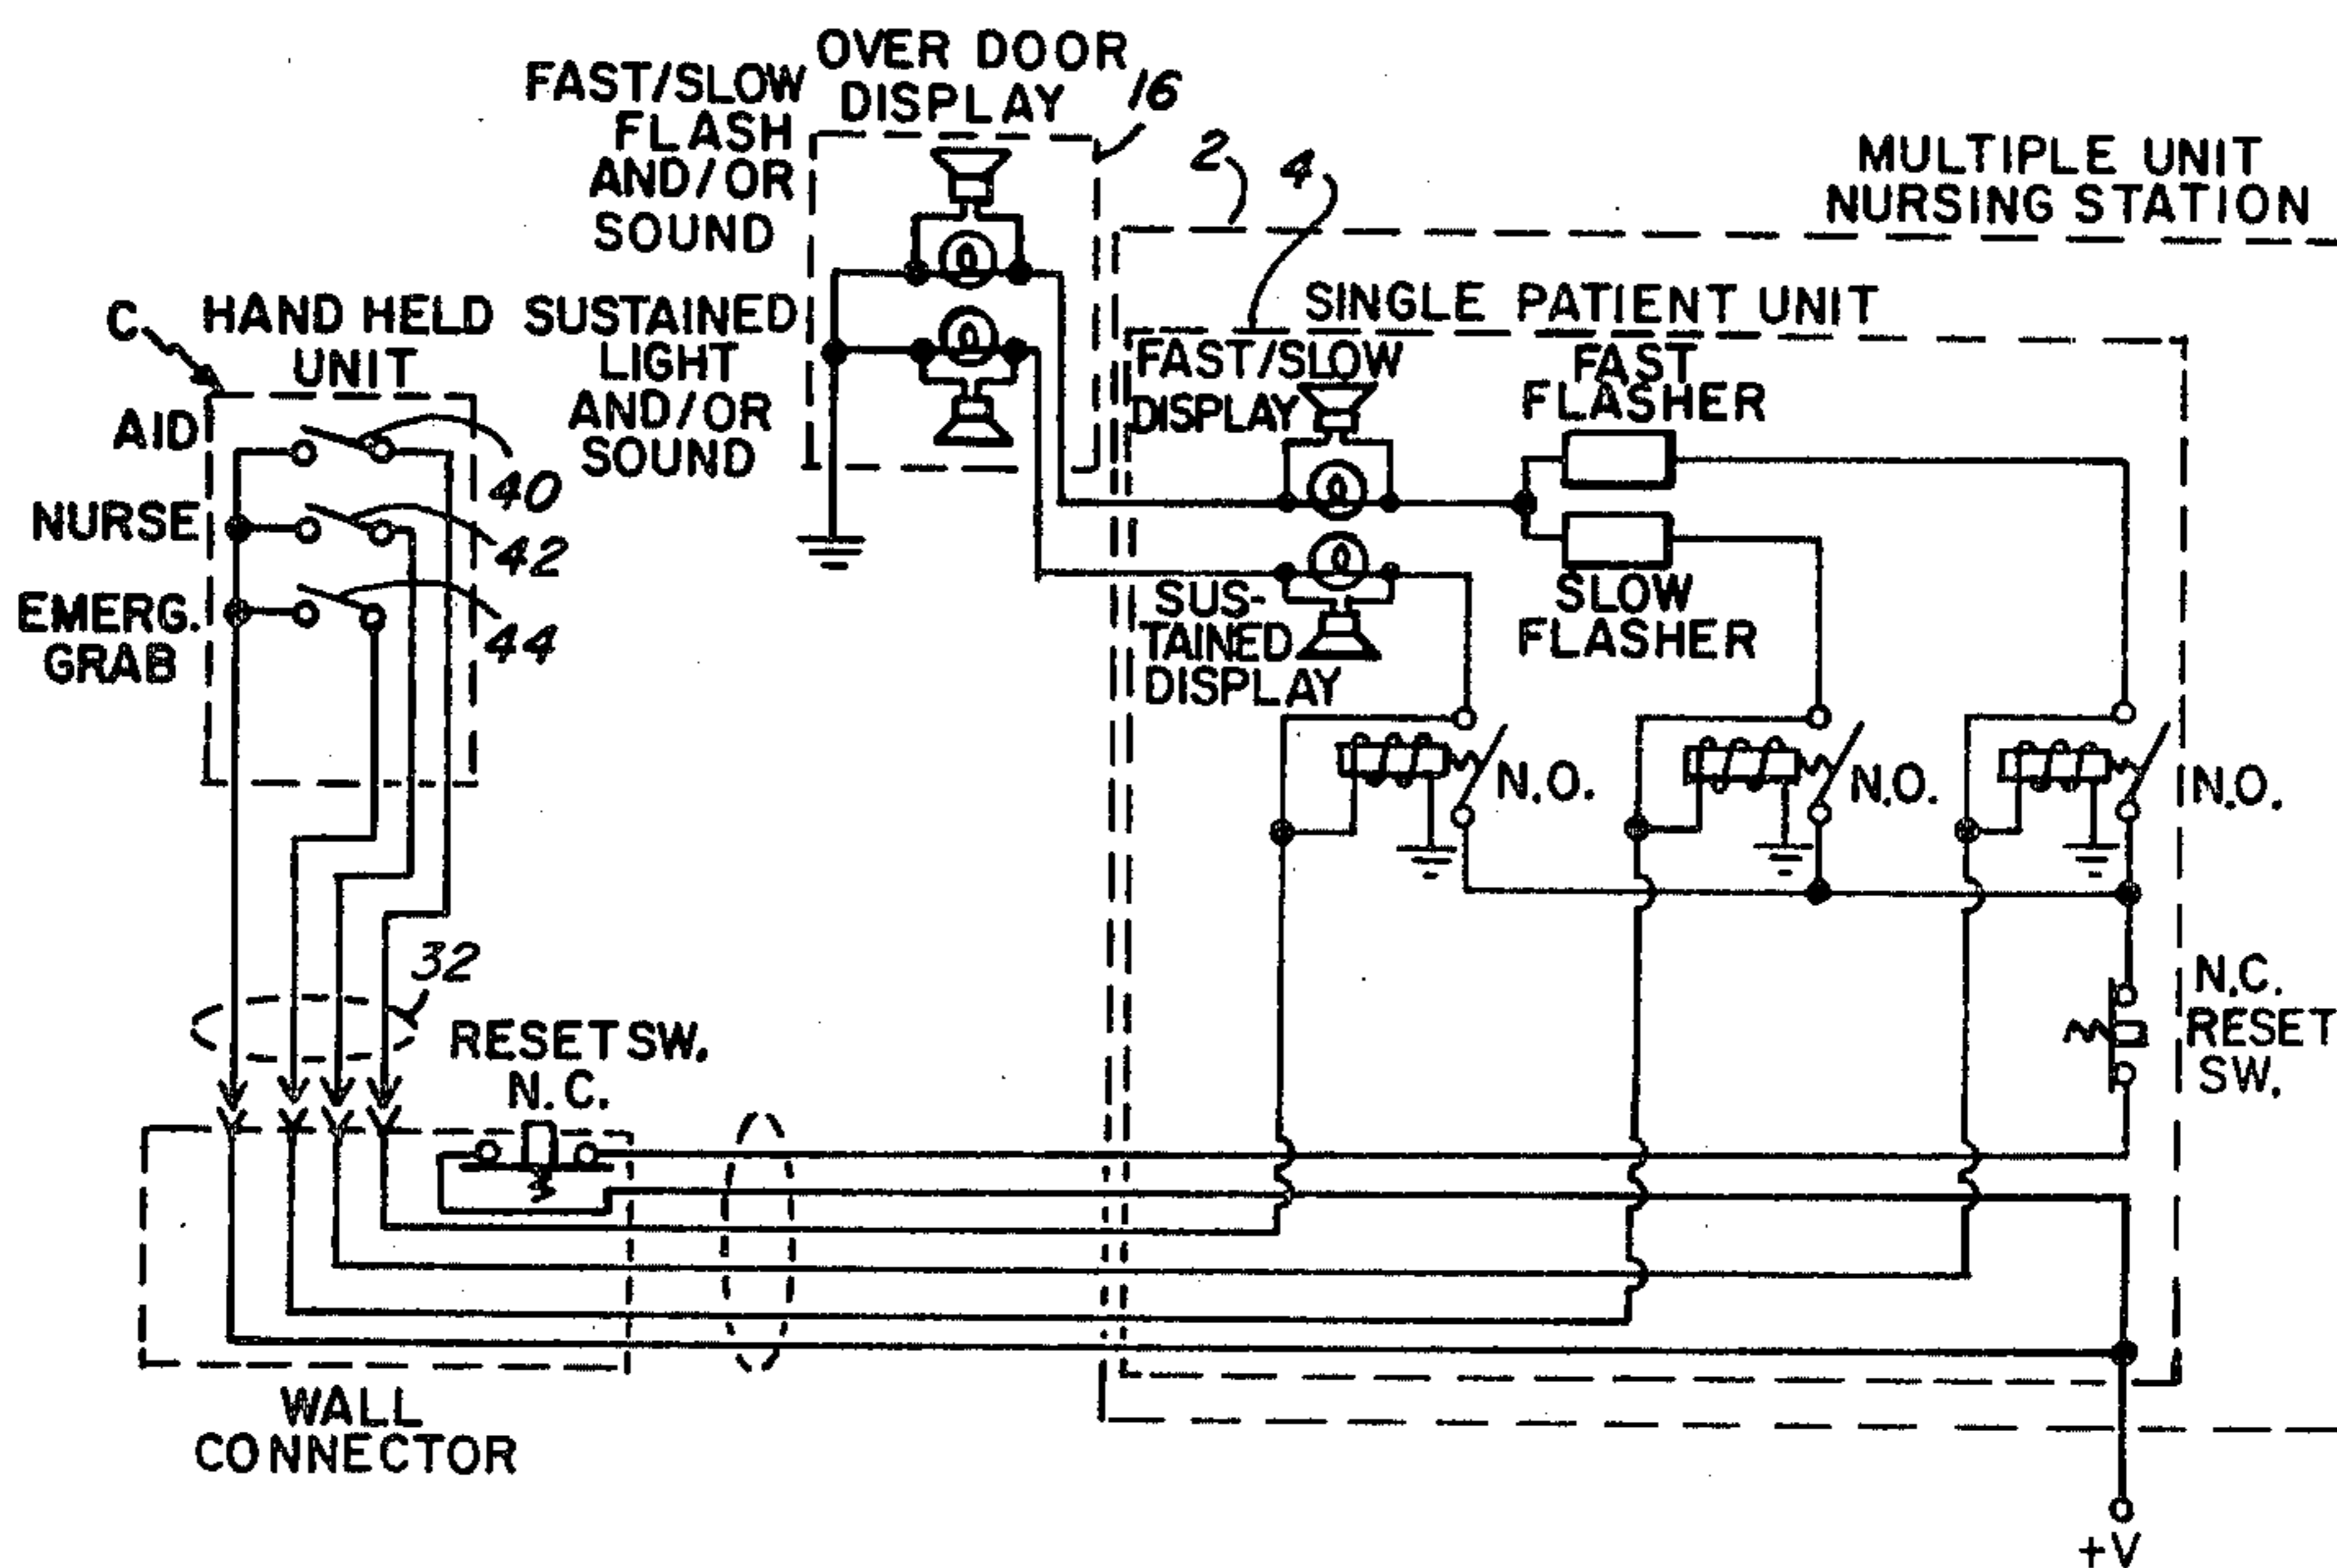 OVER DOOR
DISPLAY
16
FAST/SLOW
FLASH
AND/OR
SOUND
2
4
MULTIPLE UNIT
NURSING STATION
C
HAND HELD
UNIT
SUSTAINED
LIGHT
AND/OR
SOUND
SINGLE PATIENT UNIT
FAST/SLOW
DISPLAY
FAST
FLASHER
AID
40
NURSE
42
EMERG.
GRAB
44
SLOW
FLASHER
SUS-
TAINED
DISPLAY
N.O.
N.O.
N.O.
32
RESET SW.
N.C.
N.C.
RESET
SW.
WALL
CONNECTOR
+V